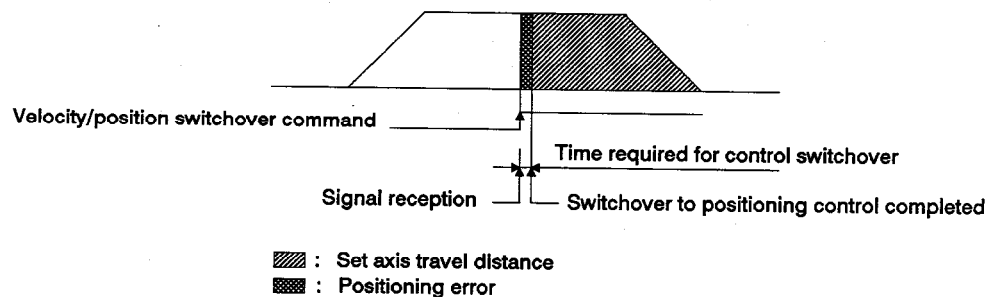 Velocity/position switchover command
Time required for control switchover
Signal reception
Switchover to positioning control completed
: Set axis travel distance
: Positioning error